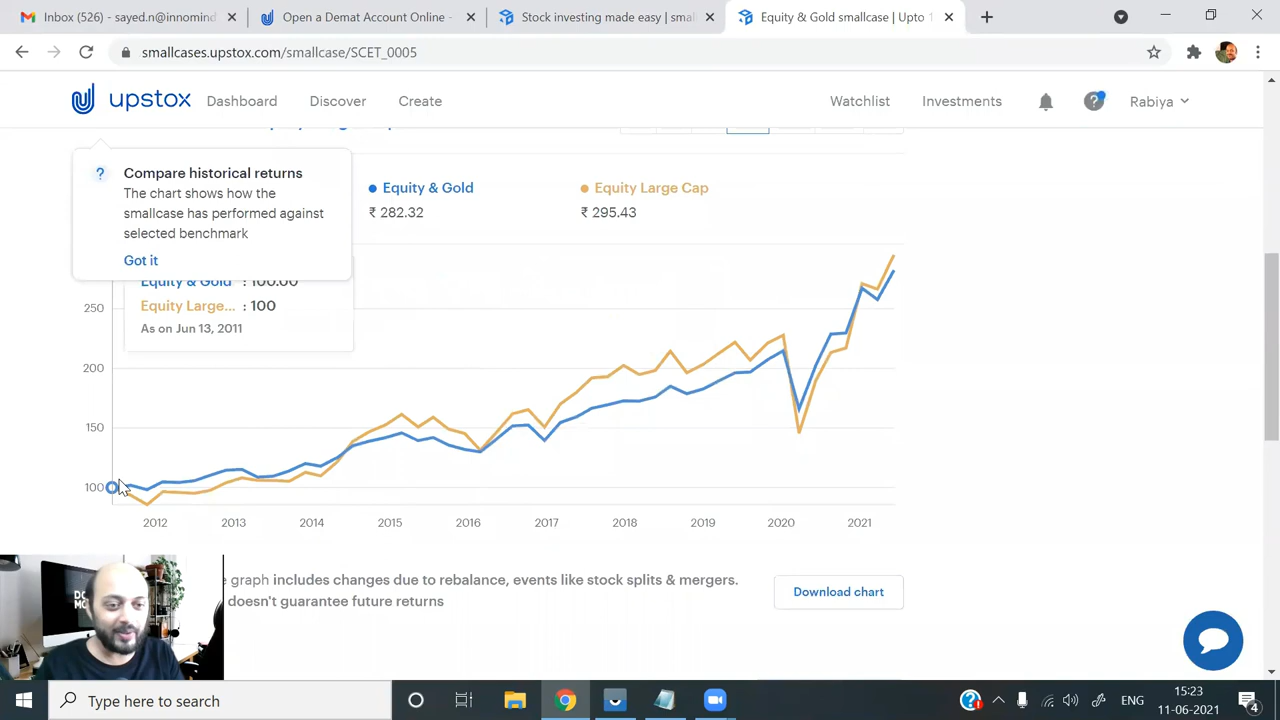 Inbox (526) - sayed.n@innomind
Open a Demat Account Online -
Stock investing made easy | smal
Equity & Gold smallcase | Upto 1
smallcases.upstox.com/smallcase/SCET_0005
upstox
Dashboard
Discover
Create
Watchlist
Investments
Rabiya
? Compare historical returns
The chart shows how the
smallcase has performed against
selected benchmark
Got it
Equity & Gold
₹ 282.32
Equity Large Cap
₹ 295.43
Equity & Gold : 100.00
Equity Large... : 100
As on Jun 13, 2011
250
200
150
100
2012 2013 2014 2015 2016 2017 2018 2019 2020 2021
graph includes changes due to rebalance, events like stock splits & mergers.
doesn't guarantee future returns
Download chart
Type here to search
ENG
15:23
11-06-2021
4